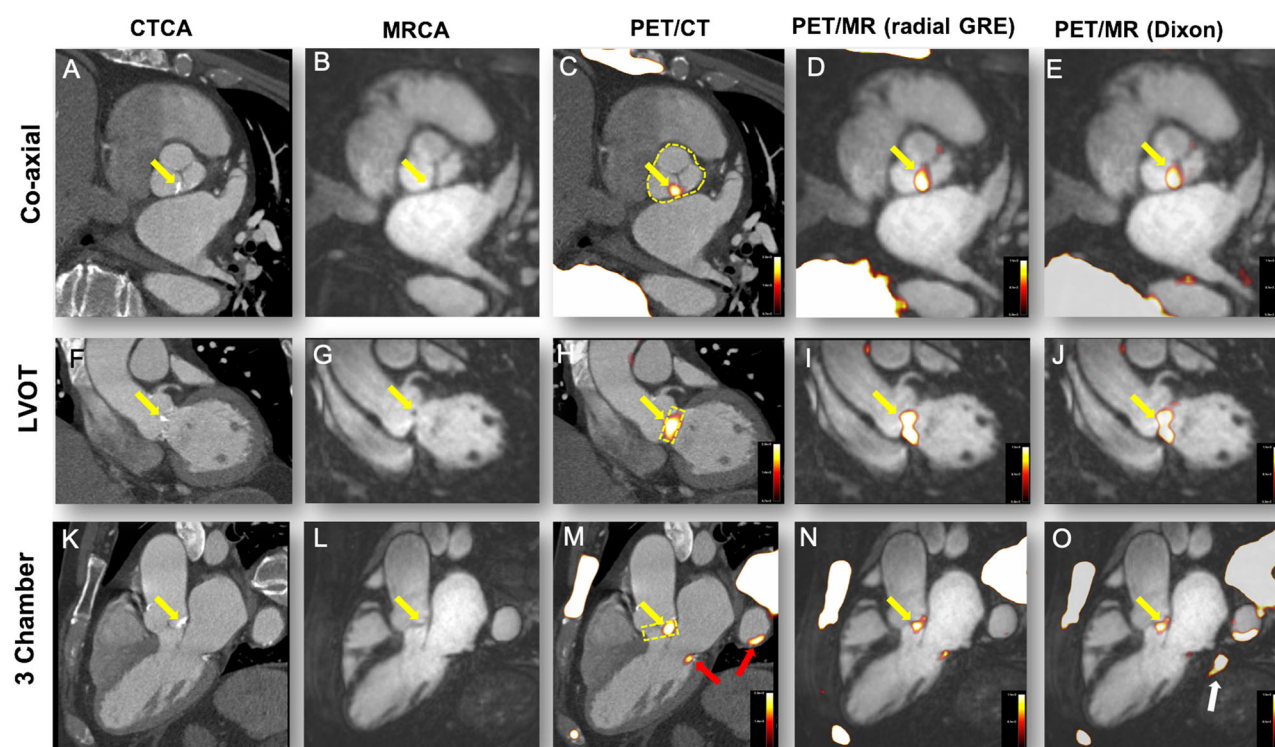 CTCA MRCA PET/CT PET/MR (radial GRE) PET/MR (Dixon)
Co-axial
A B C D E
LVOT
F G H I J
3 Chamber
K L M N O